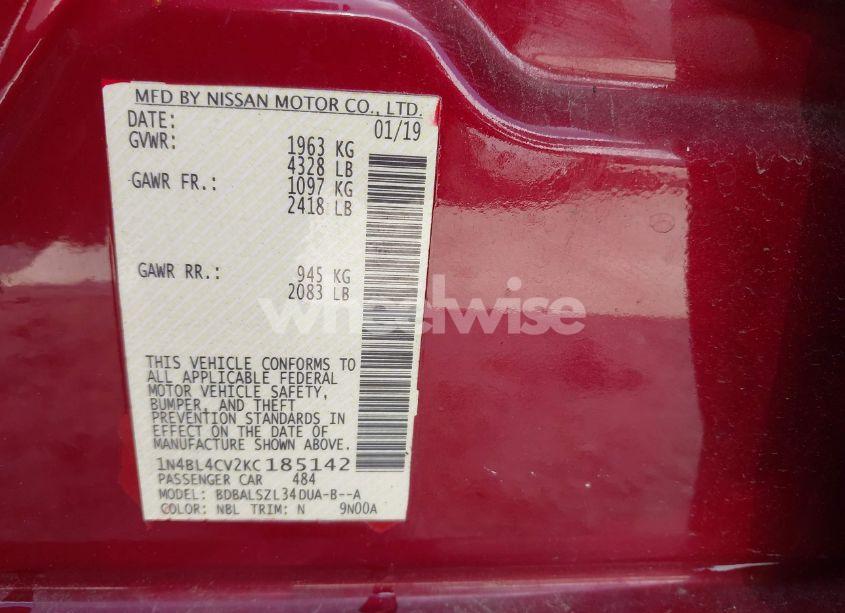 MFD BY NISSAN MOTOR CO., LTD.
DATE: 01/19
GVWR: 1963 KG
4328 LB
GAWR FR.: 1097 KG
2418 LB
GAWR RR.: 945 KG
2083 LB
wheelwise
THIS VEHICLE CONFORMS TO
ALL APPLICABLE FEDERAL
MOTOR VEHICLE SAFETY,
BUMPER, AND THEFT
PREVENTION STANDARDS IN
EFFECT ON THE DATE OF
MANUFACTURE SHOWN ABOVE.
1N4BL4CV2KC185142
PASSENGER CAR 484
MODEL: BDBALSZL34DUA-B--A
COLOR: NBL TRIM: N 9N00A